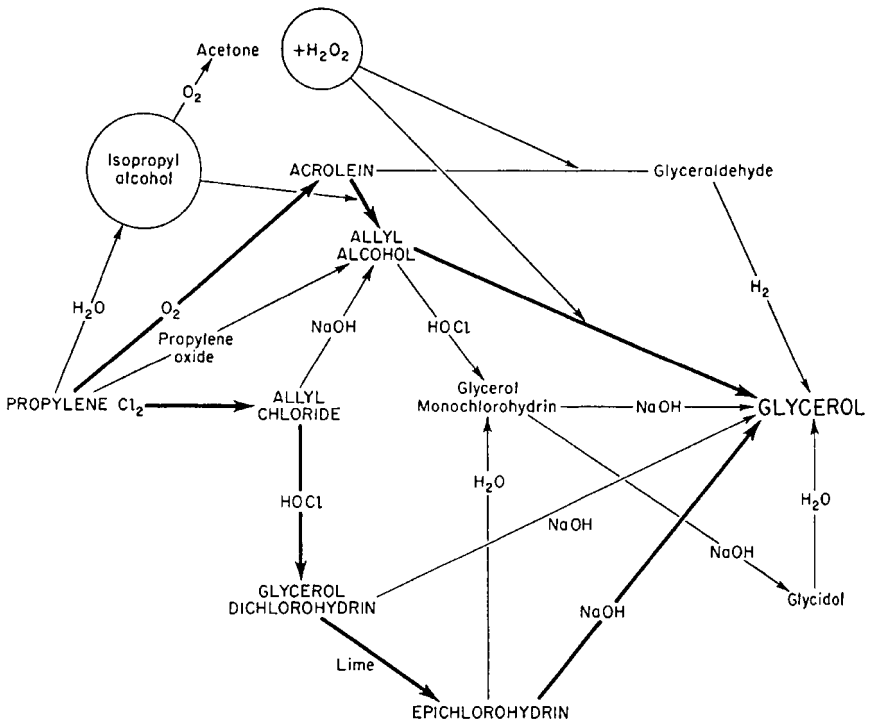 Acetone
+H₂O₂
O₂
Isopropyl
alcohol
ACROLEIN
Glyceraldehyde
ALLYL
ALCOHOL
H₂
H₂O
O₂
NaOH
HOCl
Propylene
oxide
PROPYLENE Cl₂
ALLYL
CHLORIDE
Glycerol
Monochlorohydrin
NaOH
GLYCEROL
H₂O
HOCl
H₂O
NaOH
NaOH
GLYCEROL
DICHLOROHYDRIN
Glycidol
NaOH
Lime
EPICHLOROHYDRIN